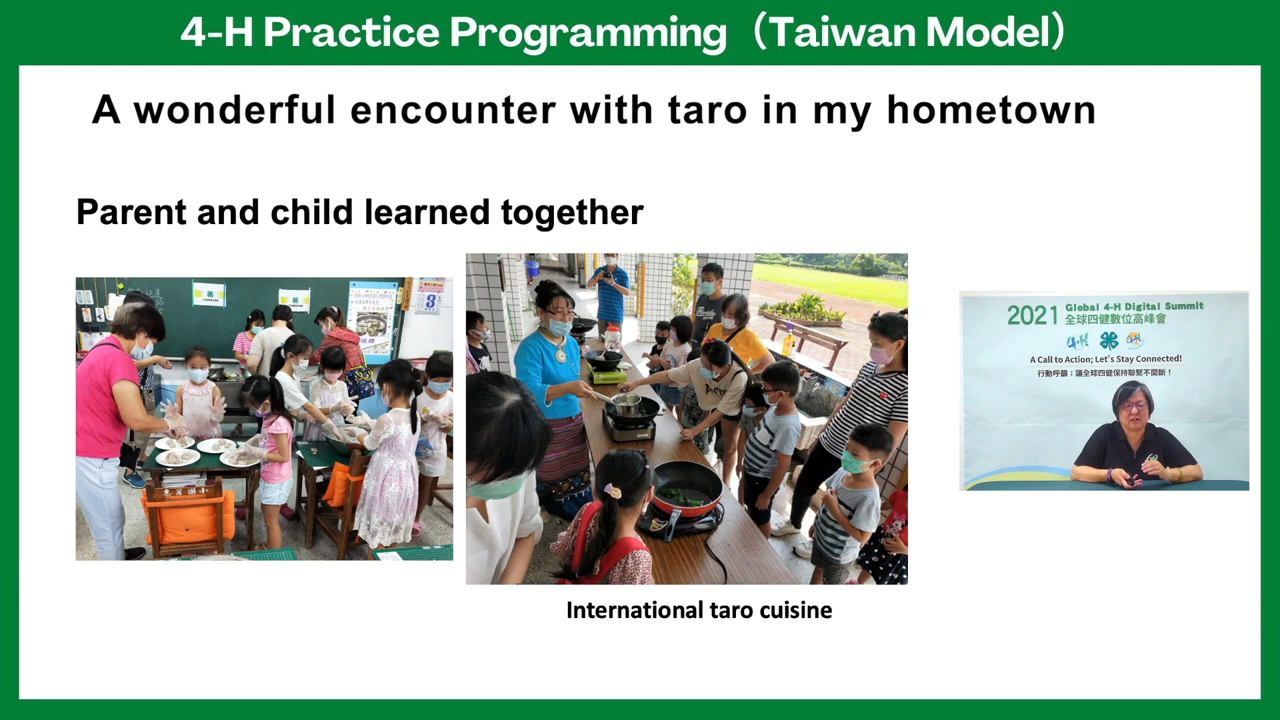 4-H Practice Programming（Taiwan Model）
A wonderful encounter with taro in my hometown
Parent and child learned together
International taro cuisine
2021 Global 4-H Digital Summit
全球四健數位高峰會
A Call to Action; Let's Stay Connected!
行動呼籲：讓全球四健保持聯繫不間斷！